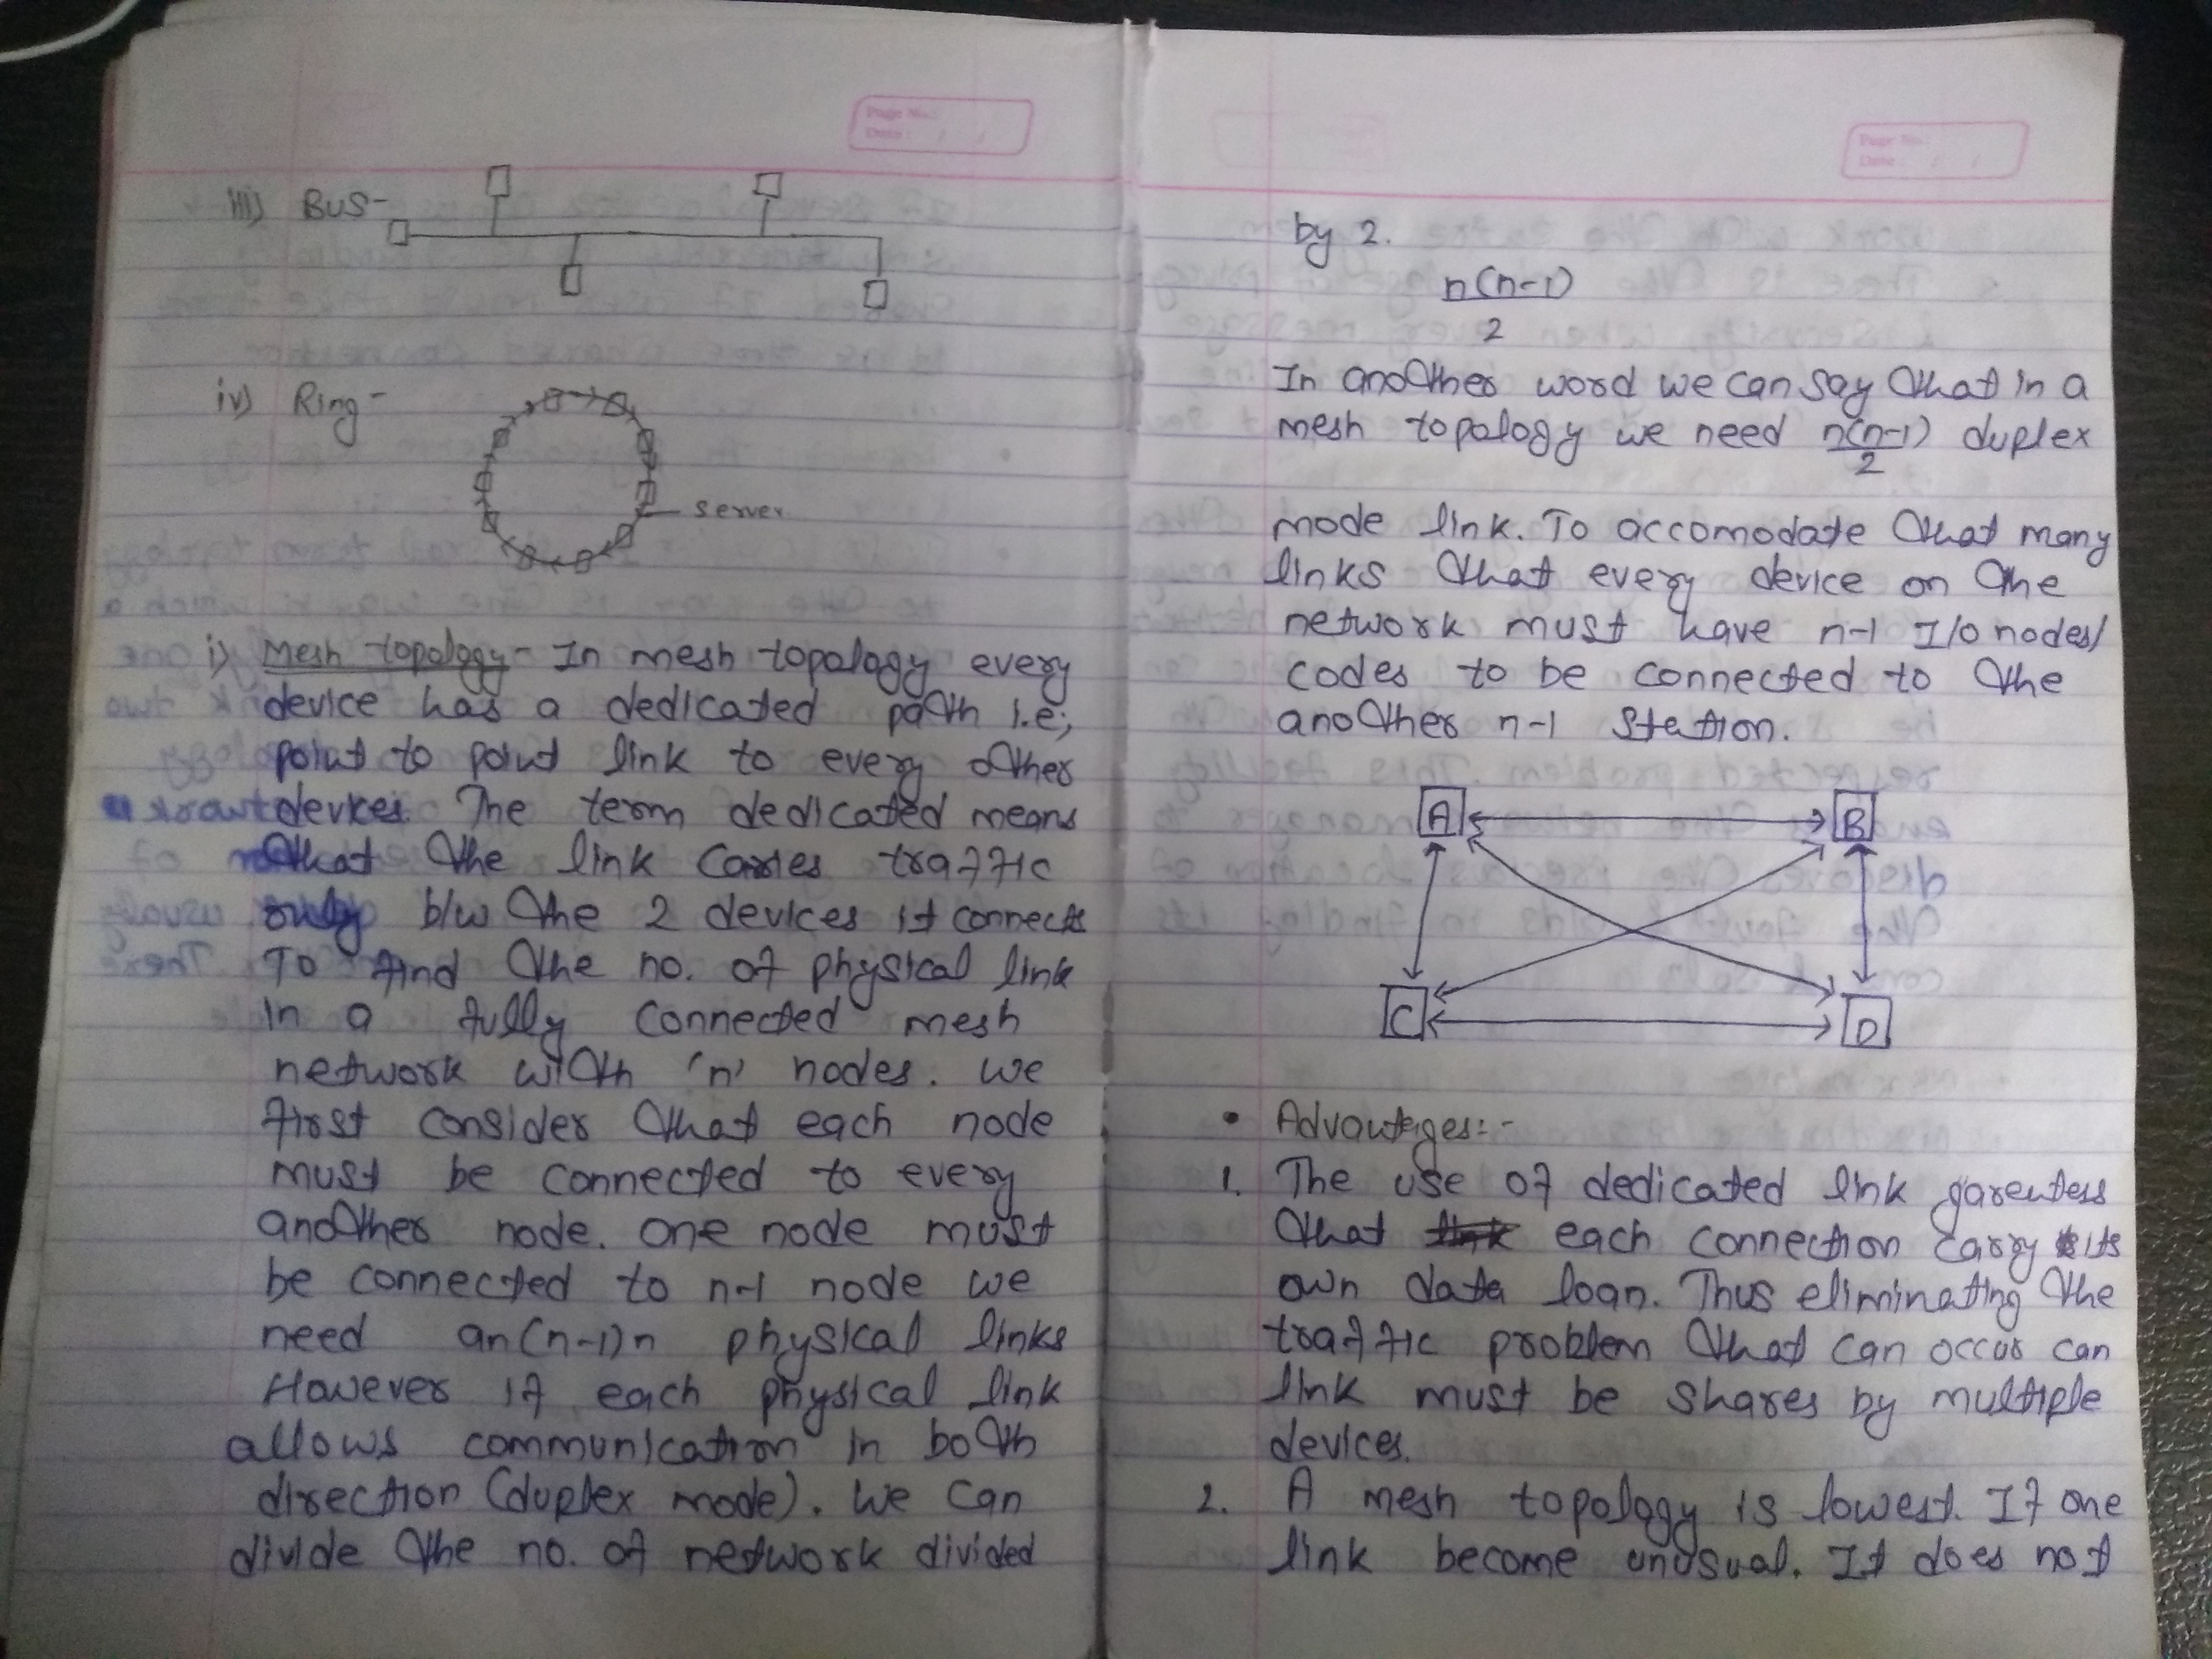 Page No.:
Date: / /
iii) Bus-
iv) Ring-
server
i) Mesh topology- In mesh topology every
device has a dedicated path i.e;
point to point link to every other
devices. The term dedicated means
that the link carries traffic
only b/w the 2 devices it connects
To find the no. of physical link
in a fully connected mesh
network with 'n' nodes. We
first consider that each node
must be connected to every
another node. One node must
be connected to n-1 node we
need an(n-1)n physical links
However if each physical link
allows communication in both
direction (duplex mode). We can
divide the no. of network divided
Page No.:
Date: / /
by 2.
n(n-1)
2
In another word we can say that in a
mesh topology we need n(n-1)/2 duplex
mode link. To accomodate that many
links that every device on the
network must have n-1 I/O nodes/
codes to be connected to the
another n-1 station.
A B
C D
• Advanteges:-
1. The use of dedicated link garentess
that each connection carry its
own data loan. Thus eliminating the
traffic problem that can occur can
link must be shares by multiple
devices.
2. A mesh topology is lowest. If one
link become unusual. It does not